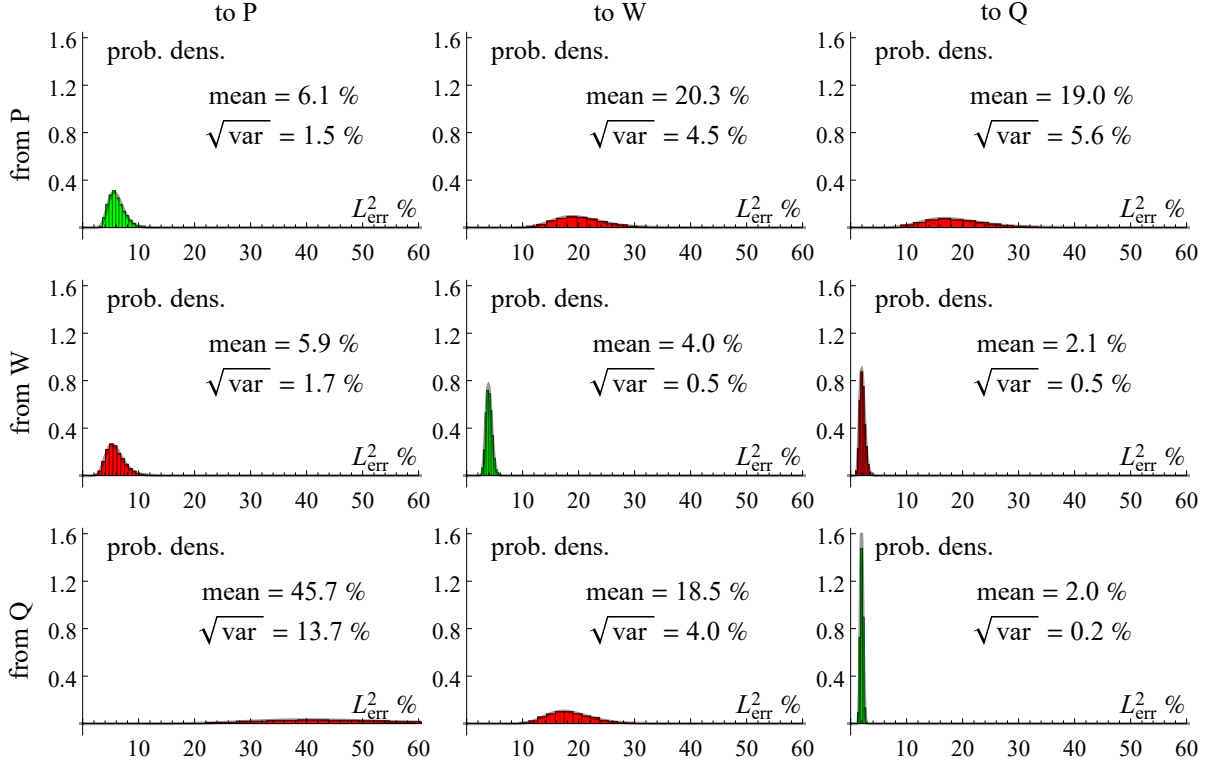 to P to W to Q
from P
1.6 prob. dens.
1.2 mean = 6.1 %
0.8 √var = 1.5 %
0.4 L²err %
10 20 30 40 50 60
1.6 prob. dens.
1.2 mean = 20.3 %
0.8 √var = 4.5 %
0.4 L²err %
10 20 30 40 50 60
1.6 prob. dens.
1.2 mean = 19.0 %
0.8 √var = 5.6 %
0.4 L²err %
10 20 30 40 50 60
from W
1.6 prob. dens.
1.2 mean = 5.9 %
0.8 √var = 1.7 %
0.4 L²err %
10 20 30 40 50 60
1.6 prob. dens.
1.2 mean = 4.0 %
0.8 √var = 0.5 %
0.4 L²err %
10 20 30 40 50 60
1.6 prob. dens.
1.2 mean = 2.1 %
0.8 √var = 0.5 %
0.4 L²err %
10 20 30 40 50 60
from Q
1.6 prob. dens.
1.2 mean = 45.7 %
0.8 √var = 13.7 %
0.4 L²err %
10 20 30 40 50 60
1.6 prob. dens.
1.2 mean = 18.5 %
0.8 √var = 4.0 %
0.4 L²err %
10 20 30 40 50 60
1.6 prob. dens.
1.2 mean = 2.0 %
0.8 √var = 0.2 %
0.4 L²err %
10 20 30 40 50 60